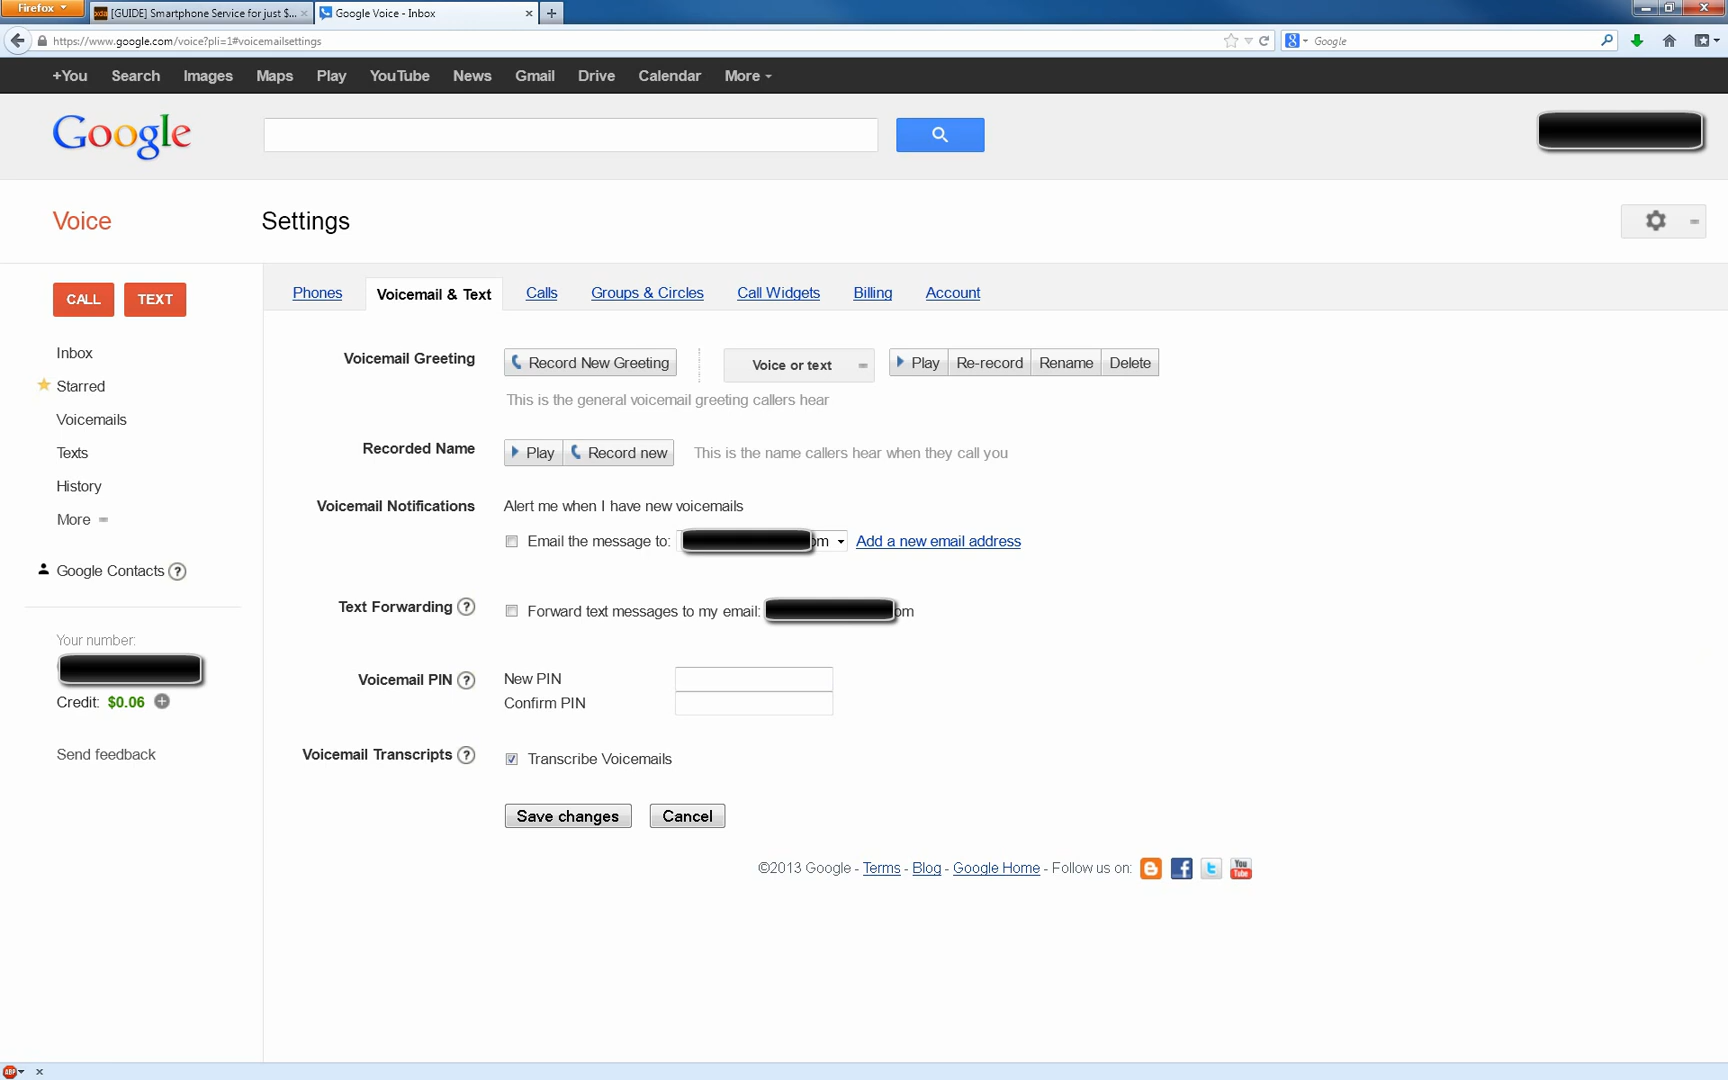 Firefox
[GUIDE] Smartphone Service for just $...
Google Voice - Inbox
https://www.google.com/voice?pli=1#voicemailsettings
Google
+You Search Images Maps Play YouTube News Gmail Drive Calendar More
Google
Voice
Settings
CALL TEXT
Phones Voicemail & Text Calls Groups & Circles Call Widgets Billing Account
Inbox
Starred
Voicemails
Texts
History
More
Google Contacts ?
Your number:
Credit: $0.06
Send feedback
Voicemail Greeting Record New Greeting Voice or text Play Re-record Rename Delete
This is the general voicemail greeting callers hear
Recorded Name Play Record new This is the name callers hear when they call you
Voicemail Notifications Alert me when I have new voicemails
Email the message to: om Add a new email address
Text Forwarding ? Forward text messages to my email: om
Voicemail PIN ? New PIN
Confirm PIN
Voicemail Transcripts ? Transcribe Voicemails
Save changes Cancel
©2013 Google - Terms - Blog - Google Home - Follow us on: You Tube
ABP